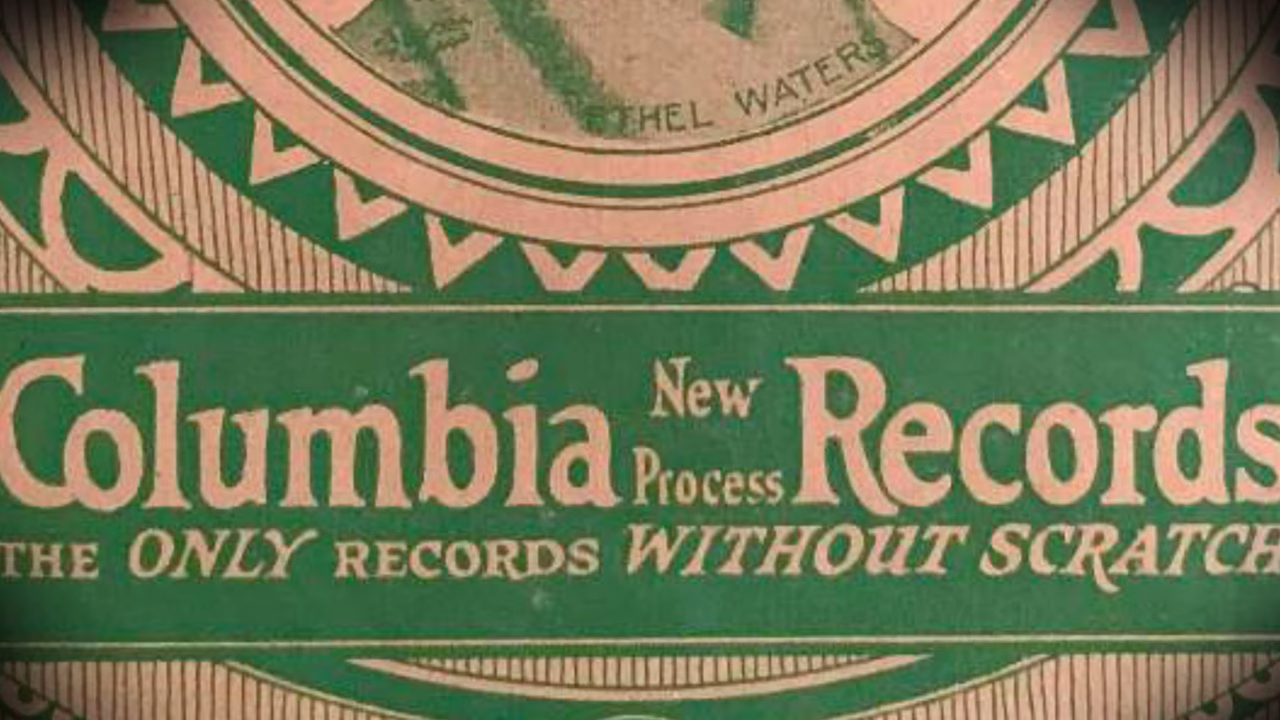 ETHEL WATERS
Columbia New Process Records
THE ONLY RECORDS WITHOUT SCRATCH